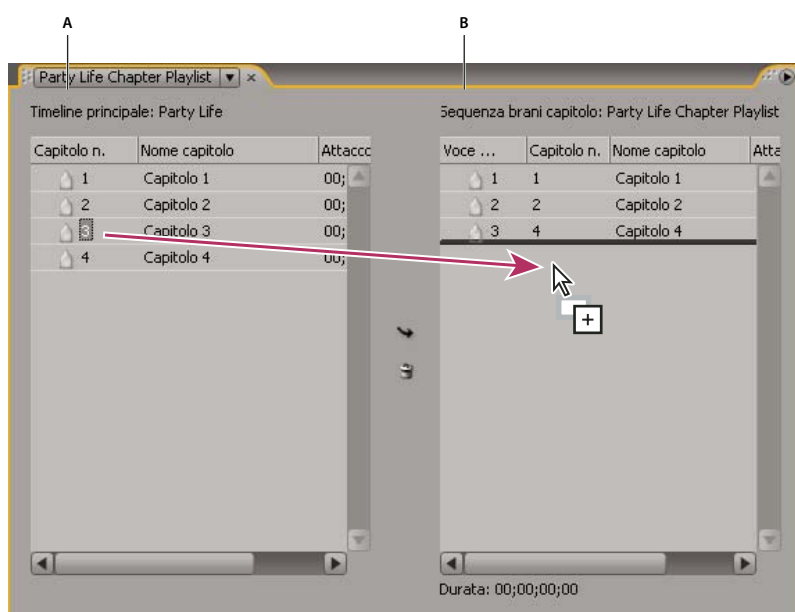 A B
Party Life Chapter Playlist
Timeline principale: Party Life
Sequenza brani capitolo: Party Life Chapter Playlist
Capitolo n. Nome capitolo Attacco
1 Capitolo 1 00;
2 Capitolo 2 00;
3 Capitolo 3 00;
4 Capitolo 4 00;
Voce ... Capitolo n. Nome capitolo Atta
1 1 Capitolo 1
2 2 Capitolo 2
3 4 Capitolo 4
Durata: 00;00;00;00